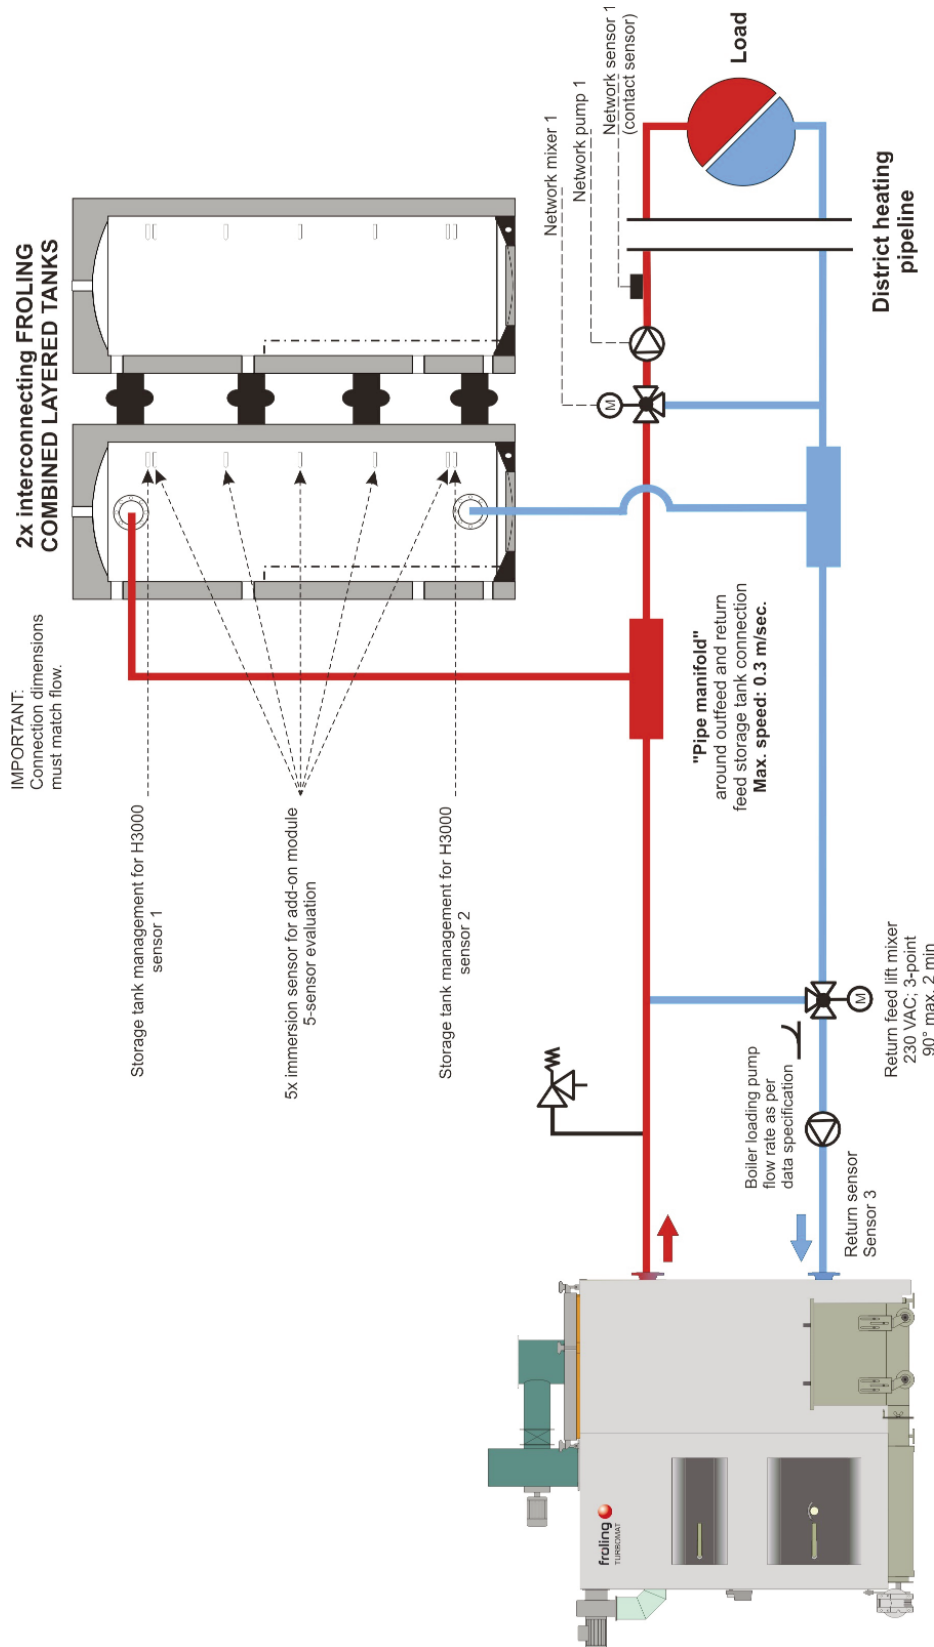 2x interconnecting FROLING
COMBINED LAYERED TANKS
IMPORTANT:
Connection dimensions
must match flow.
Storage tank management for H3000
sensor 1
5x immersion sensor for add-on module
5-sensor evaluation
Storage tank management for H3000
sensor 2
Network mixer 1
Network pump 1
Network sensor 1
(contact sensor)
Load
M
District heating
pipeline
"Pipe manifold"
around outfeed and return
feed storage tank connection
Max. speed: 0.3 m/sec.
Boiler loading pump
flow rate as per
data specification
Return sensor
Sensor 3
M
Return feed lift mixer
230 VAC; 3-point
90° max. 2 min
froling
TURBOMAT